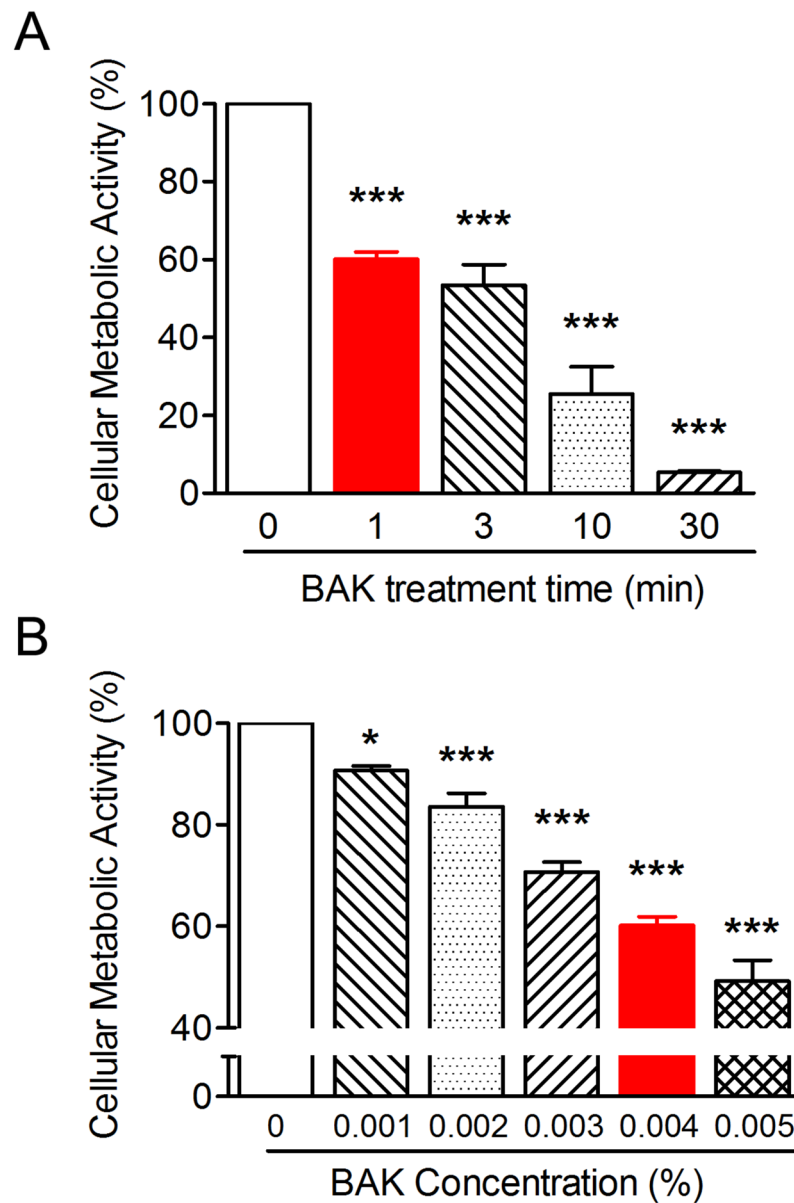 A
Cellular Metabolic Activity (%)
100
80
60
40
20
0
***
***
***
***
0 1 3 10 30
BAK treatment time (min)
B
Cellular Metabolic Activity (%)
100
80
60
40
0
*
***
***
***
***
0 0.001 0.002 0.003 0.004 0.005
BAK Concentration (%)